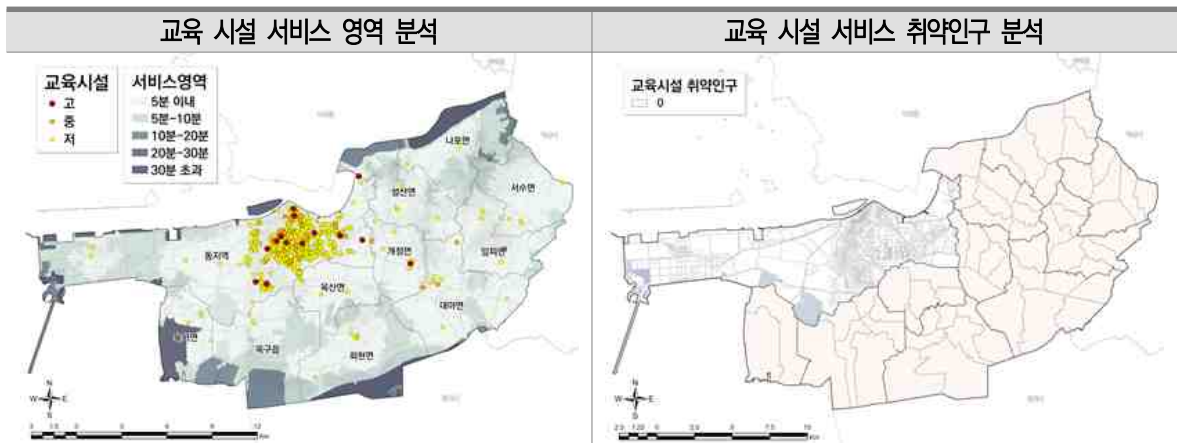 교육 시설 서비스 영역 분석
교육 시설 서비스 취약인구 분석
교육시설
고
중
저
서비스영역
5분 이내
5분-10분
10분-20분
20분-30분
30분 초과
나포면
서수면
성산면
임피면
개정면
동지역
옥산면
대야면
옥구읍
회현면
N
W
E
S
Km
교육시설 취약인구
0
N
W
E
S
Km